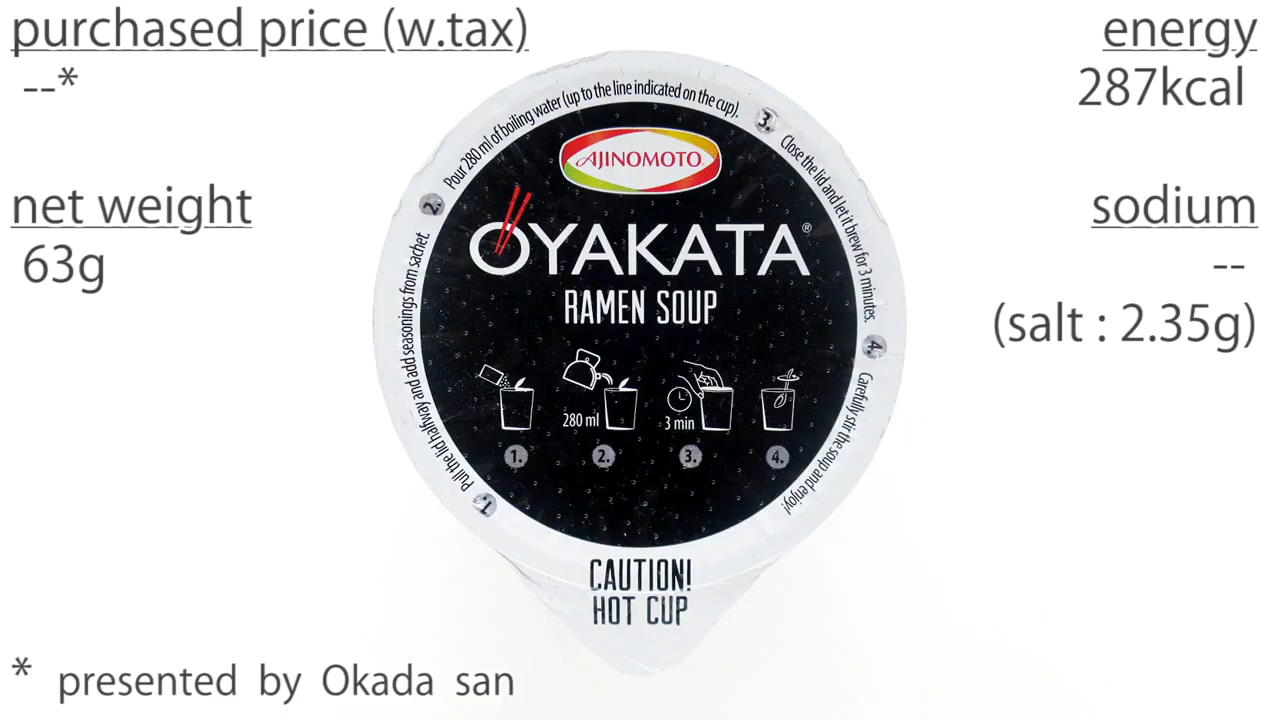 purchased price (w.tax)
--*
net weight
63g
energy
287kcal
sodium
--
(salt : 2.35g)
1. Pull the lid halfway and add seasonings from sachet.
2. Pour 280 ml of boiling water (up to the line indicated on the cup).
3. Close the lid and let it brew for 3 minutes.
4. Carefully stir the soup and enjoy!
AJINOMOTO®
OYAKATA®
RAMEN SOUP
280 ml
3 min
1. 2. 3. 4.
CAUTION!
HOT CUP
* presented by Okada san